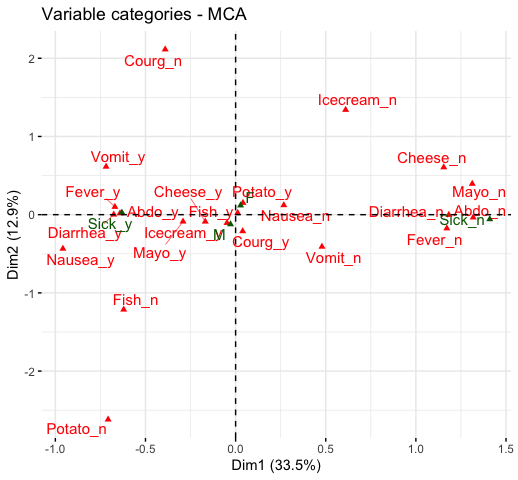 Variable categories - MCA
Courg_n
Icecream_n
Vomit_y
Cheese_n
Fever_y
Cheese_y
Potato_y
Mayo_n
F
Abdo_y
Fish_y
Nausea_n
Diarrhea_n
Abdo_n
Sick_y
Sick_n
Diarrhea_y
Icecream_y
M
Courg_y
Fever_n
Nausea_y
Mayo_y
Vomit_n
Fish_n
Potato_n
2
1
0
-1
-2
Dim2 (12.9%)
-1.0 -0.5 0.0 0.5 1.0 1.5
Dim1 (33.5%)